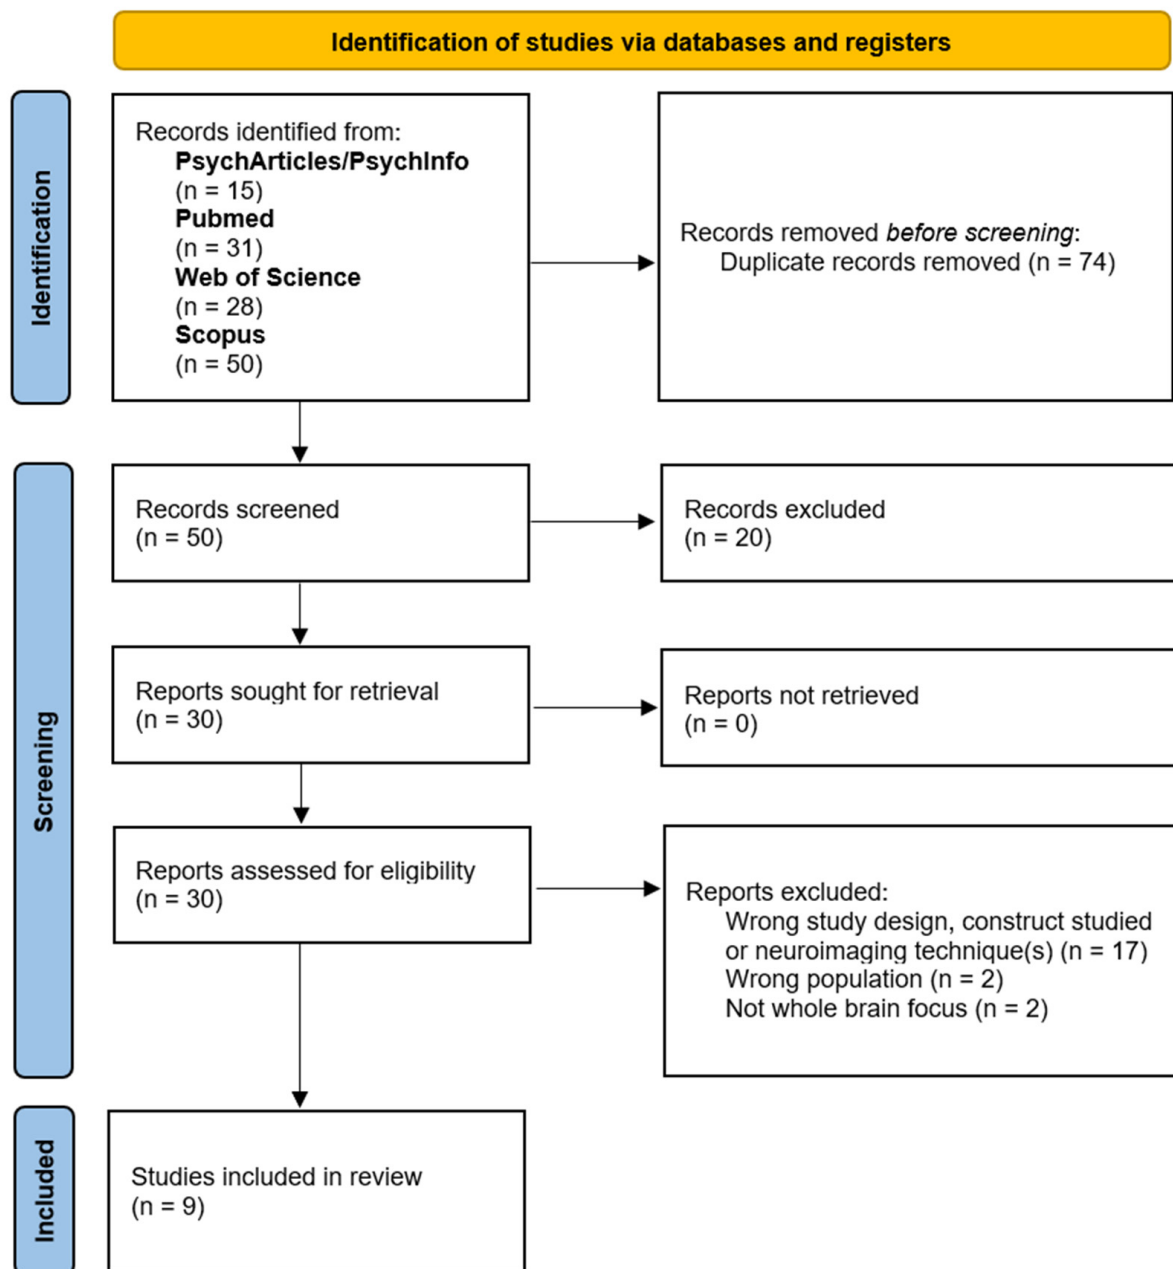 Identification of studies via databases and registers
Identification
Records identified from:
PsychArticles/PsychInfo
(n = 15)
Pubmed
(n = 31)
Web of Science
(n = 28)
Scopus
(n = 50)
Records removed before screening:
Duplicate records removed (n = 74)
Screening
Records screened
(n = 50)
Records excluded
(n = 20)
Reports sought for retrieval
(n = 30)
Reports not retrieved
(n = 0)
Reports assessed for eligibility
(n = 30)
Reports excluded:
Wrong study design, construct studied
or neuroimaging technique(s) (n = 17)
Wrong population (n = 2)
Not whole brain focus (n = 2)
Included
Studies included in review
(n = 9)